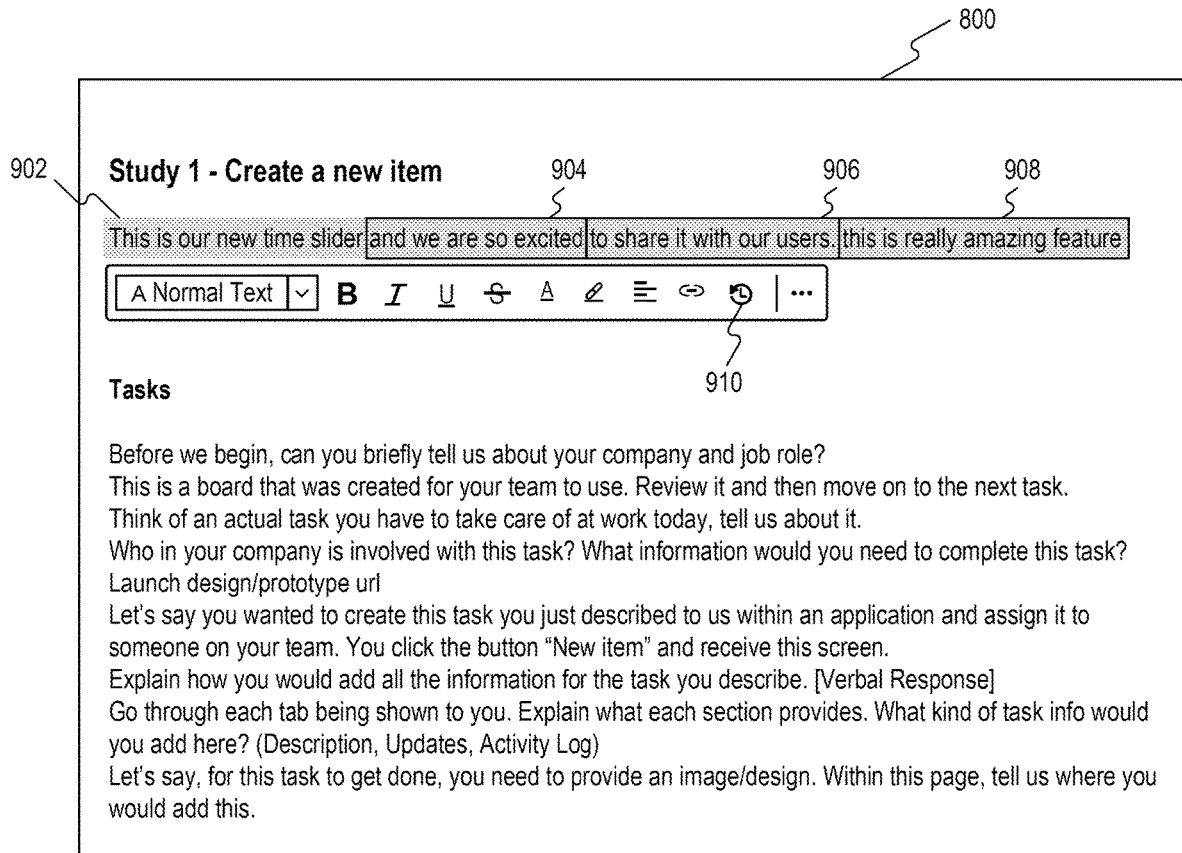 800
902
Study 1 - Create a new item
904
906
908
This is our new time slider and we are so excited to share it with our users. this is really amazing feature
A Normal Text B I U S A ...
910
Tasks
Before we begin, can you briefly tell us about your company and job role?
This is a board that was created for your team to use. Review it and then move on to the next task.
Think of an actual task you have to take care of at work today, tell us about it.
Who in your company is involved with this task? What information would you need to complete this task?
Launch design/prototype url
Let's say you wanted to create this task you just described to us within an application and assign it to
someone on your team. You click the button “New item” and receive this screen.
Explain how you would add all the information for the task you describe. [Verbal Response]
Go through each tab being shown to you. Explain what each section provides. What kind of task info would
you add here? (Description, Updates, Activity Log)
Let's say, for this task to get done, you need to provide an image/design. Within this page, tell us where you
would add this.